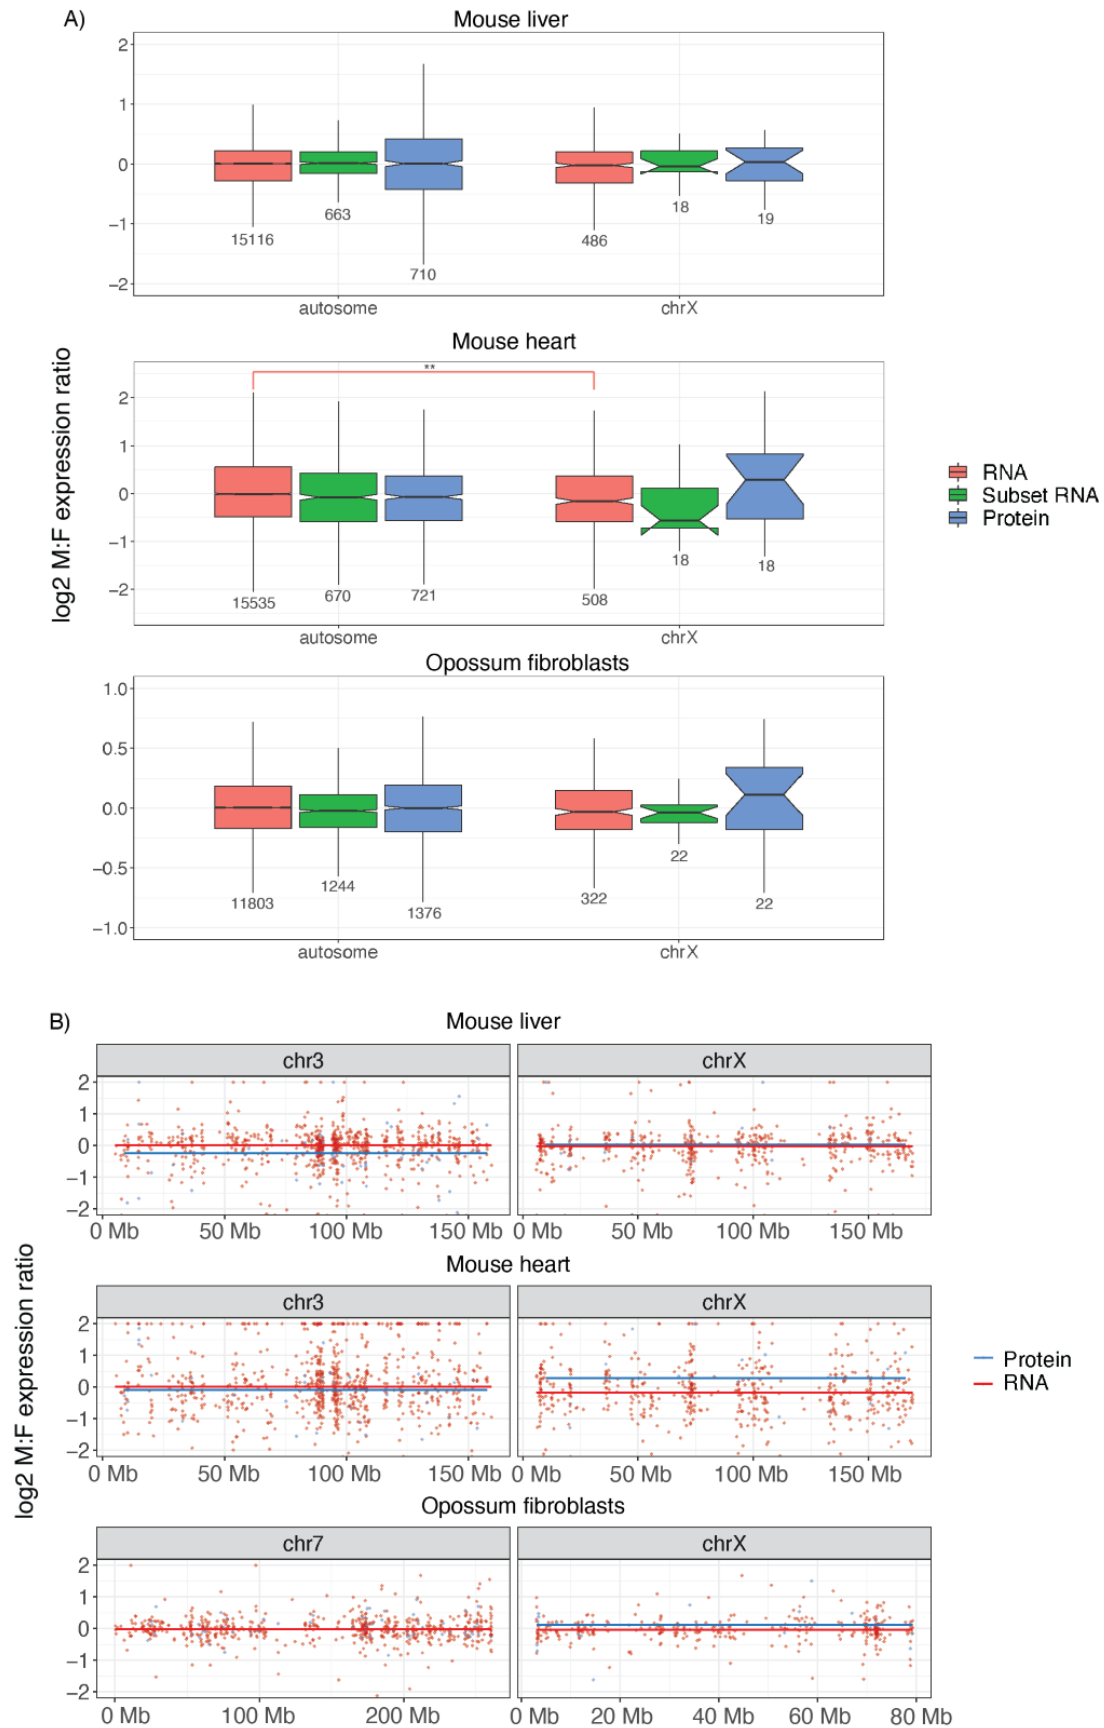 A)
Mouse liver
2
1
0
−1
−2
15116
663
710
486
18
19
autosome
chrX
Mouse heart
**
2
1
0
−1
−2
15535
670
721
508
18
18
autosome
chrX
log2 M:F expression ratio
RNA
Subset RNA
Protein
Opossum fibroblasts
1.0
0.5
0.0
−0.5
−1.0
11803
1244
1376
322
22
22
autosome
chrX
B)
Mouse liver
chr3
chrX
2
1
0
−1
−2
0 Mb 50 Mb 100 Mb 150 Mb
0 Mb 50 Mb 100 Mb 150 Mb
Mouse heart
chr3
chrX
2
1
0
−1
−2
0 Mb 50 Mb 100 Mb 150 Mb
0 Mb 50 Mb 100 Mb 150 Mb
log2 M:F expression ratio
Protein
RNA
Opossum fibroblasts
chr7
chrX
2
1
0
−1
−2
0 Mb 100 Mb 200 Mb
0 Mb 20 Mb 40 Mb 60 Mb 80 Mb